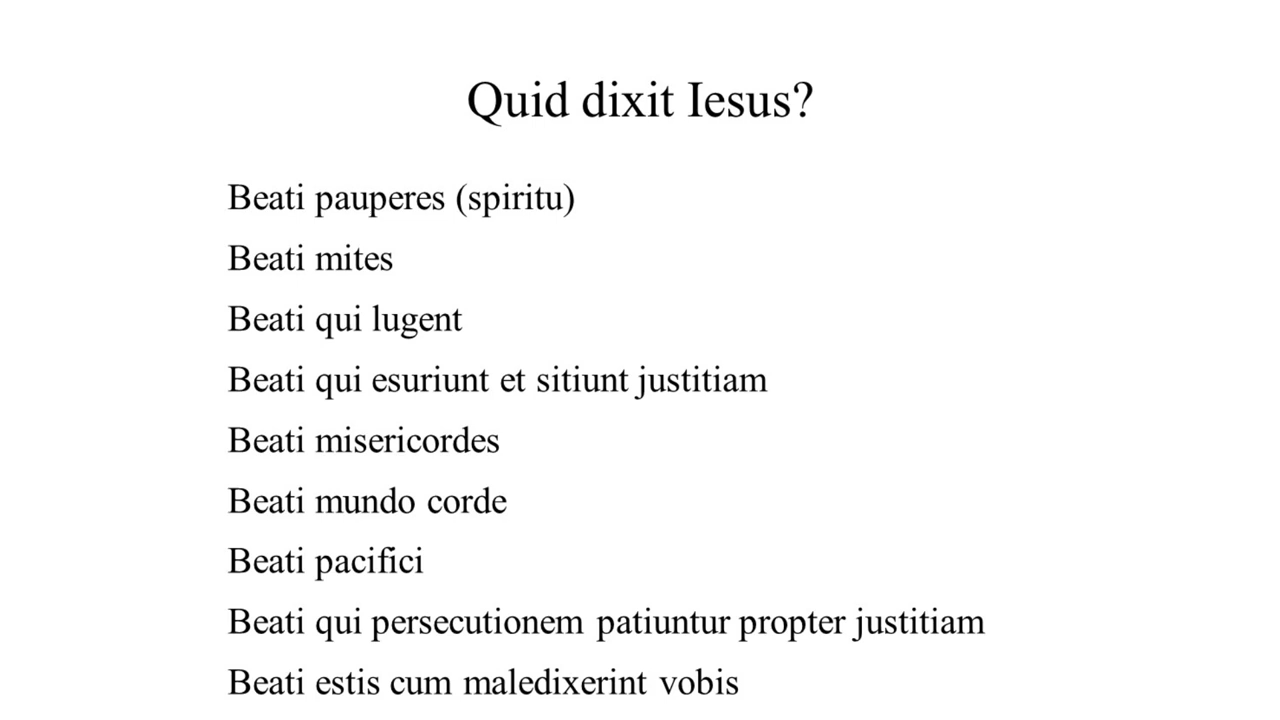 Quid dixit Iesus?
Beati pauperes (spiritu)
Beati mites
Beati qui lugent
Beati qui esuriunt et sitiunt justitiam
Beati misericordes
Beati mundo corde
Beati pacifici
Beati qui persecutionem patiuntur propter justitiam
Beati estis cum maledixerint vobis